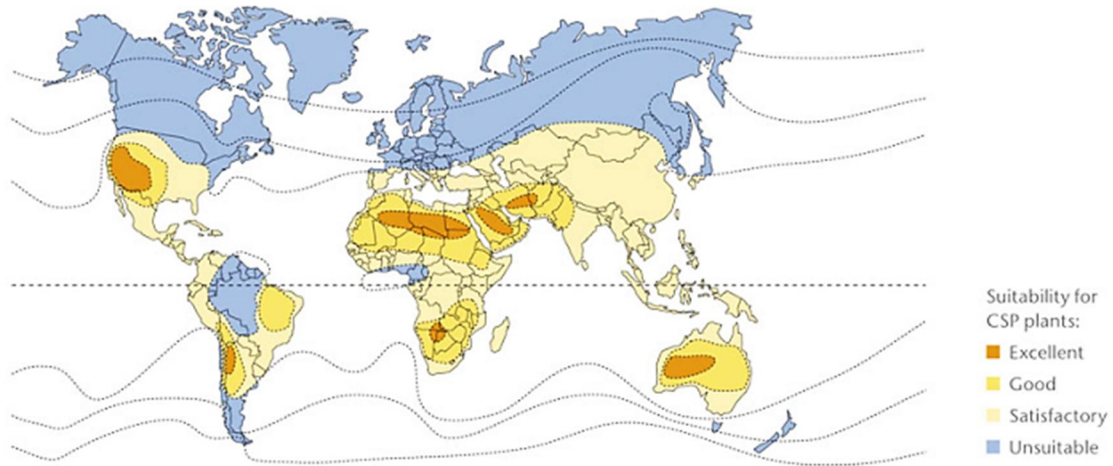 Suitability for
CSP plants:
Excellent
Good
Satisfactory
Unsuitable